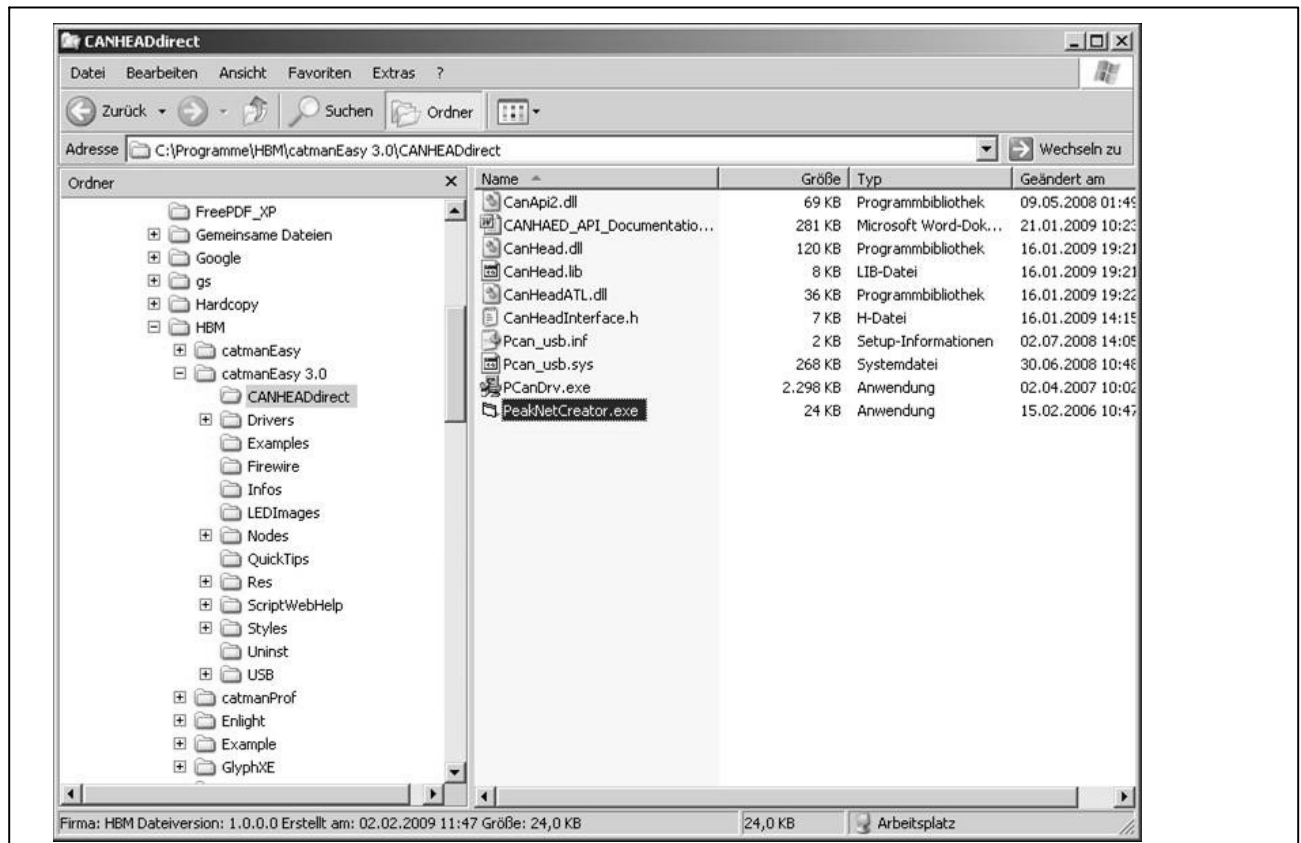 CANHEADdirect
Datei Bearbeiten Ansicht Favoriten Extras ?
Zurück Suchen Ordner
Adresse C:\Programme\HBM\catmanEasy 3.0\CANHEADdirect Wechseln zu
Ordner x
FreePDF_XP
Gemeinsame Dateien
Google
gs
Hardcopy
HBM
catmanEasy
catmanEasy 3.0
CANHEADdirect
Drivers
Examples
Firewire
Infos
LEDImages
Nodes
QuickTips
Res
ScriptWebHelp
Styles
Uninst
USB
catmanProf
Enlight
Example
GlyphXE
Name Größe Typ Geändert am
CanApi2.dll 69 KB Programmbibliothek 09.05.2008 01:49
CANHAED_API_Documentatio... 281 KB Microsoft Word-Dok... 21.01.2009 10:23
CanHead.dll 120 KB Programmbibliothek 16.01.2009 19:21
CanHead.lib 8 KB LIB-Datei 16.01.2009 19:21
CanHeadATL.dll 36 KB Programmbibliothek 16.01.2009 19:22
CanHeadInterface.h 7 KB H-Datei 16.01.2009 14:15
Pcan_usb.inf 2 KB Setup-Informationen 02.07.2008 14:05
Pcan_usb.sys 268 KB Systemdatei 30.06.2008 10:48
PCanDrv.exe 2.298 KB Anwendung 02.04.2007 10:02
PeakNetCreator.exe 24 KB Anwendung 15.02.2006 10:47
Firma: HBM Dateiversion: 1.0.0.0 Erstellt am: 02.02.2009 11:47 Größe: 24,0 KB 24,0 KB Arbeitsplatz